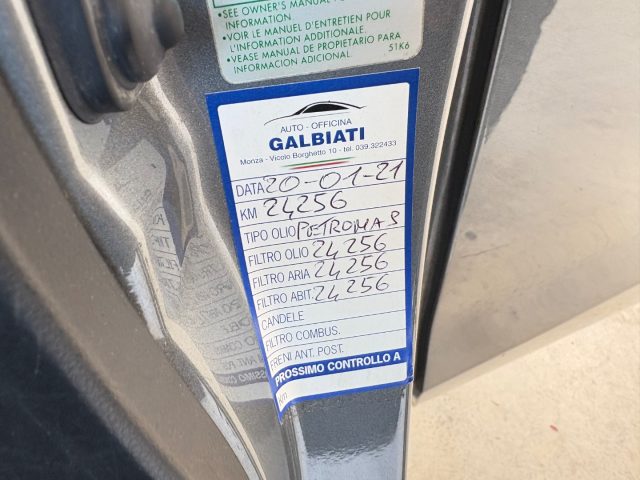 •SEE OWNER'S MANUAL FOR
INFORMATION.
•VOIR LE MANUEL D'ENTRETIEN POUR
L'INFORMATION ADDITIONALE.
•VEASE MANUAL DE PROPIETARIO PARA
INFORMACION ADICIONAL.
51K6
AUTO - OFFICINA
GALBIATI
Monza - Vicolo Borghetto 10 - tel. 039.322433
DATA 20-01-21
KM 24256
TIPO OLIO PETROMAS
FILTRO OLIO 24256
FILTRO ARIA 24256
FILTRO ABIT. 24256
CANDELE
FILTRO COMBUS.
FRENI ANT. POST.
PROSSIMO CONTROLLO A
Km